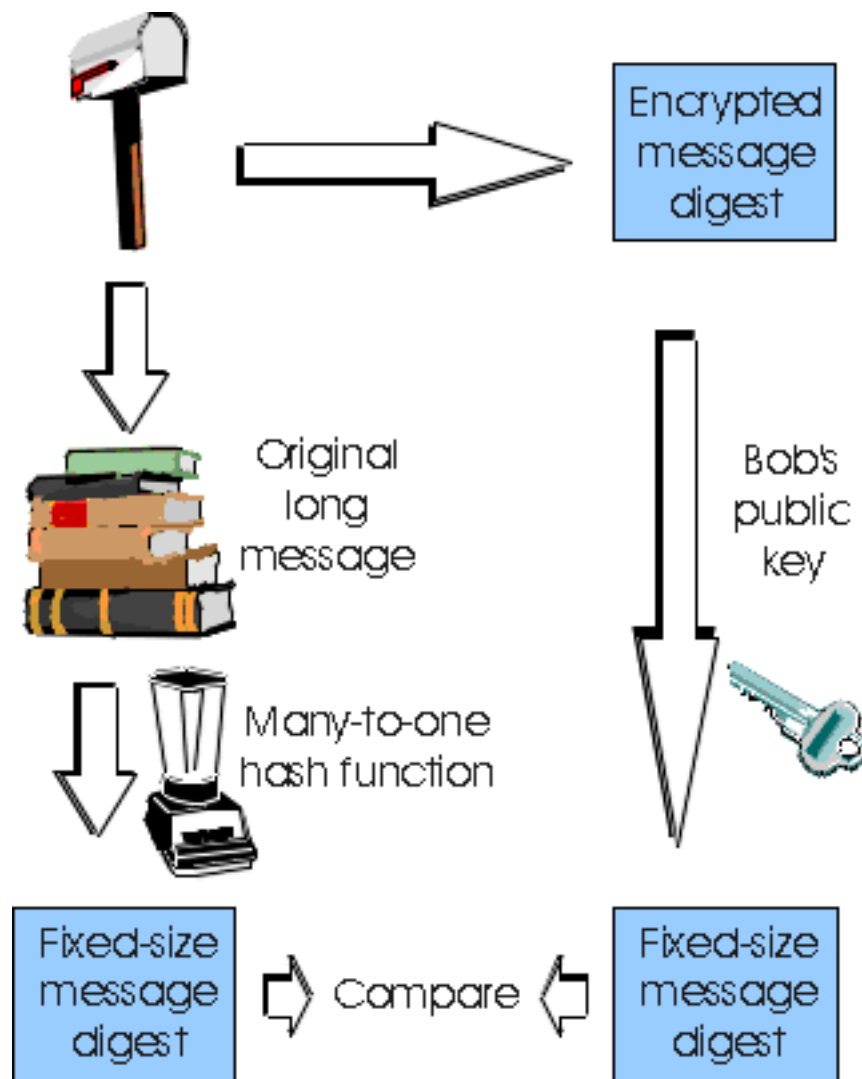 Encrypted
message
digest
Original
long
message
Bob's
public
key
Many-to-one
hash function
Fixed-size
message
digest
Compare
Fixed-size
message
digest